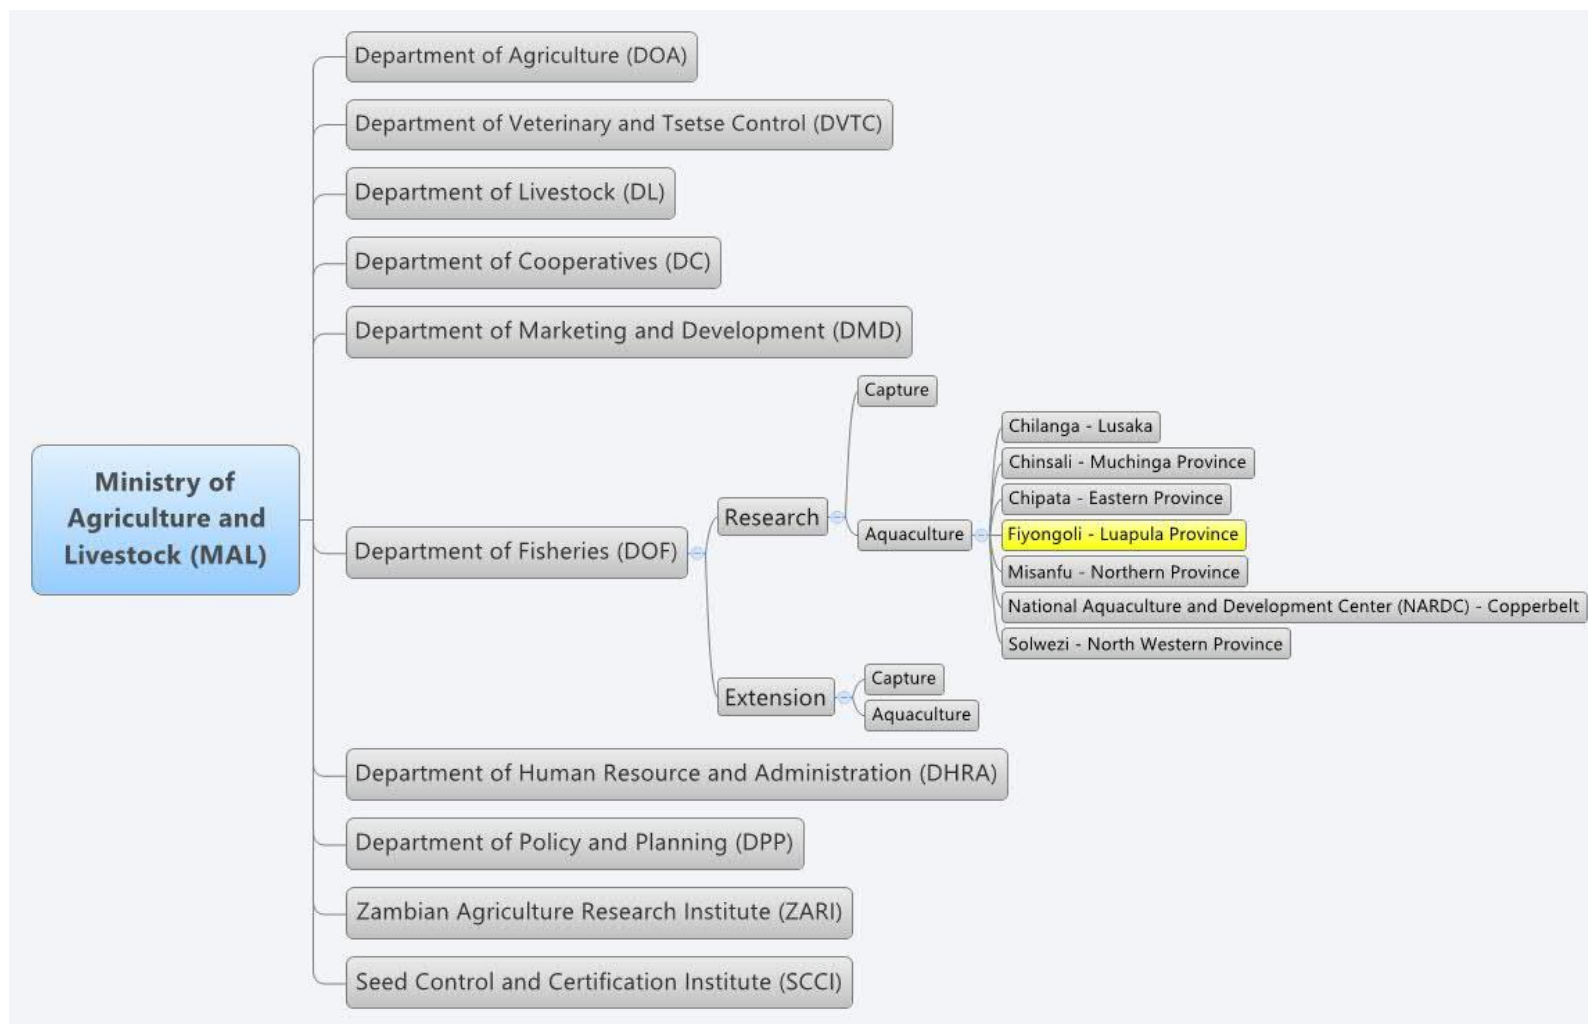 Department of Agriculture (DOA)
Department of Veterinary and Tsetse Control (DVTC)
Department of Livestock (DL)
Department of Cooperatives (DC)
Department of Marketing and Development (DMD)
Ministry of
Agriculture and
Livestock (MAL)
Department of Fisheries (DOF)
Research
Capture
Aquaculture
Chilanga - Lusaka
Chinsali - Muchinga Province
Chipata - Eastern Province
Fiyongoli - Luapula Province
Misanfu - Northern Province
National Aquaculture and Development Center (NARDC) - Copperbelt
Solwezi - North Western Province
Extension
Capture
Aquaculture
Department of Human Resource and Administration (DHRA)
Department of Policy and Planning (DPP)
Zambian Agriculture Research Institute (ZARI)
Seed Control and Certification Institute (SCCI)